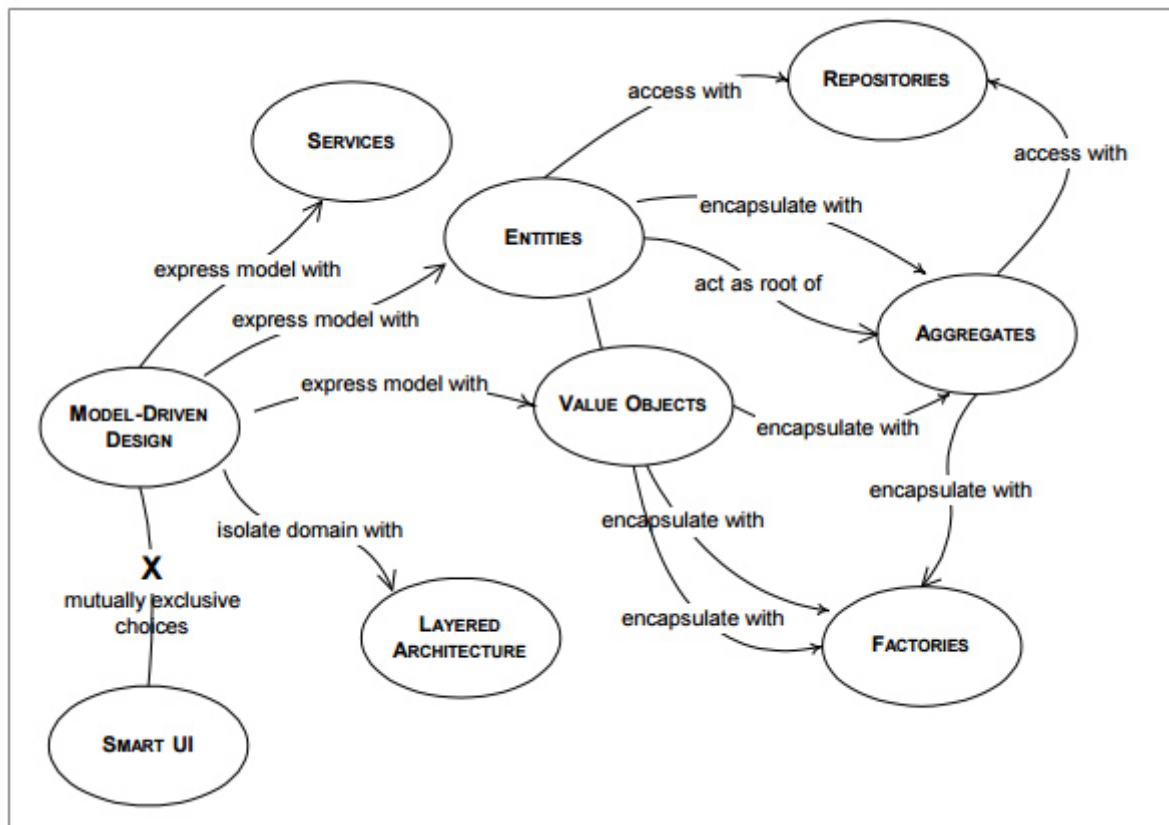 REPOSITORIES
access with
SERVICES
access with
encapsulate with
ENTITIES
express model with
act as root of
express model with
AGGREGATES
express model with
VALUE OBJECTS
MODEL-DRIVEN
DESIGN
encapsulate with
encapsulate with
encapsulate with
isolate domain with
X
mutually exclusive
choices
encapsulate with
LAYERED
ARCHITECTURE
FACTORIES
SMART UI